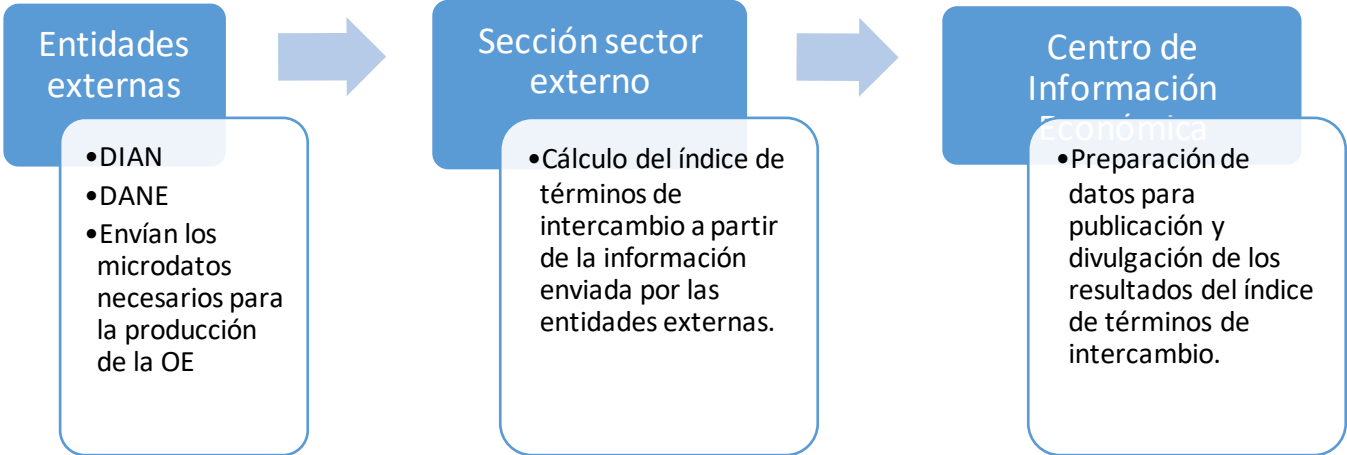 Entidades
externas
•DIAN
•DANE
•Envían los
microdatos
necesarios para
la producción
de la OE
Sección sector
externo
•Cálculo del índice de
términos de
intercambio a partir
de la información
enviada por las
entidades externas.
Centro de
Información
Económica
•Preparación de
datos para
publicación y
divulgación de los
resultados del índice
de términos de
intercambio.